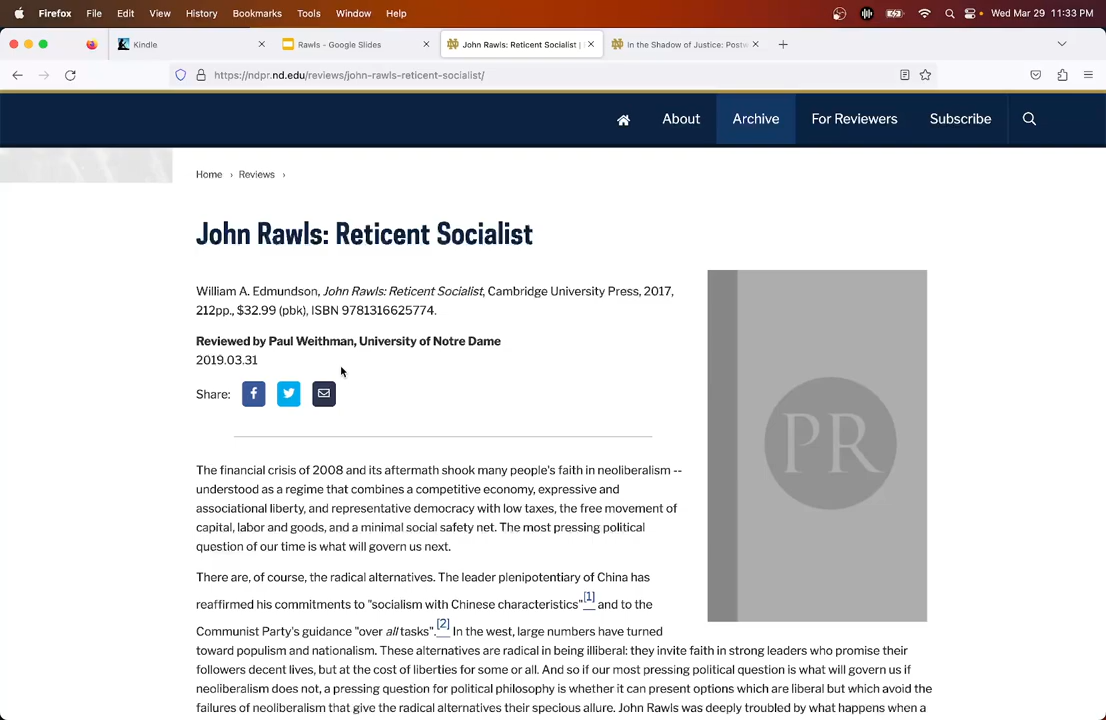 Firefox File Edit View History Bookmarks Tools Window Help Wed Mar 29 11:33 PM
Kindle Rawls - Google Slides John Rawls: Reticent Socialist | In the Shadow of Justice: Postw
https://ndpr.nd.edu/reviews/john-rawls-reticent-socialist/
About Archive For Reviewers Subscribe
Home › Reviews ›
John Rawls: Reticent Socialist
William A. Edmundson, John Rawls: Reticent Socialist, Cambridge University Press, 2017,
212pp., $32.99 (pbk), ISBN 9781316625774.
Reviewed by Paul Weithman, University of Notre Dame
2019.03.31
Share:
PR
The financial crisis of 2008 and its aftermath shook many people's faith in neoliberalism --
understood as a regime that combines a competitive economy, expressive and
associational liberty, and representative democracy with low taxes, the free movement of
capital, labor and goods, and a minimal social safety net. The most pressing political
question of our time is what will govern us next.
There are, of course, the radical alternatives. The leader plenipotentiary of China has
reaffirmed his commitments to "socialism with Chinese characteristics"[1] and to the
Communist Party's guidance "over all tasks".[2] In the west, large numbers have turned
toward populism and nationalism. These alternatives are radical in being illiberal: they invite faith in strong leaders who promise their
followers decent lives, but at the cost of liberties for some or all. And so if our most pressing political question is what will govern us if
neoliberalism does not, a pressing question for political philosophy is whether it can present options which are liberal but which avoid the
failures of neoliberalism that give the radical alternatives their specious allure. John Rawls was deeply troubled by what happens when a